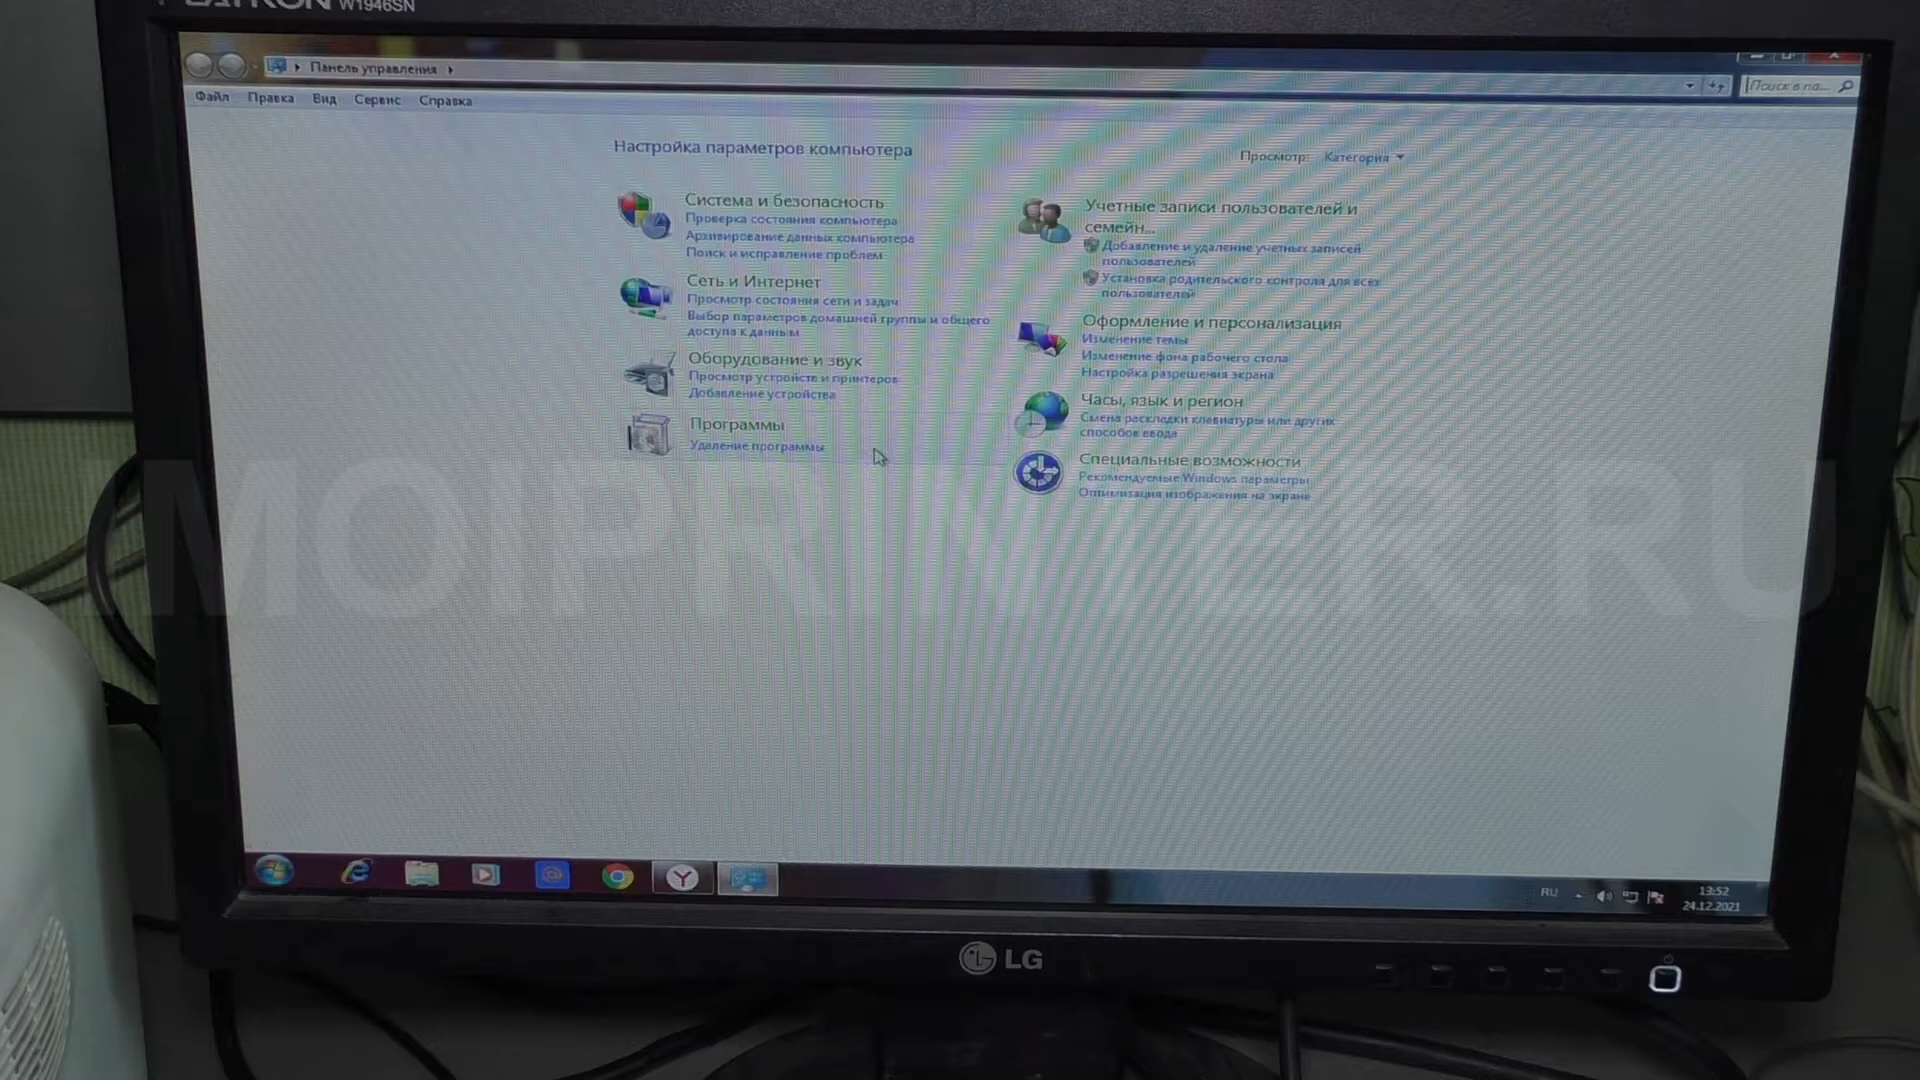 FLATRON W1946SN
Панель управления
Поиск в па...
Файл Правка Вид Сервис Справка
Настройка параметров компьютера
Просмотр: Категория
Система и безопасность
Проверка состояния компьютера
Архивирование данных компьютера
Поиск и исправление проблем
Сеть и Интернет
Просмотр состояния сети и задач
Выбор параметров домашней группы и общего
доступа к данным
Оборудование и звук
Просмотр устройств и принтеров
Добавление устройства
Программы
Удаление программы
Учетные записи пользователей и
семейн...
Добавление и удаление учетных записей
пользователей
Установка родительского контроля для всех
пользователей
Оформление и персонализация
Изменение темы
Изменение фона рабочего стола
Настройка разрешения экрана
Часы, язык и регион
Смена раскладки клавиатуры или других
способов ввода
Специальные возможности
Рекомендуемые Windows параметры
Оптимизация изображения на экране
MOIPRINTER.RU
RU
13:52
24.12.2021
LG